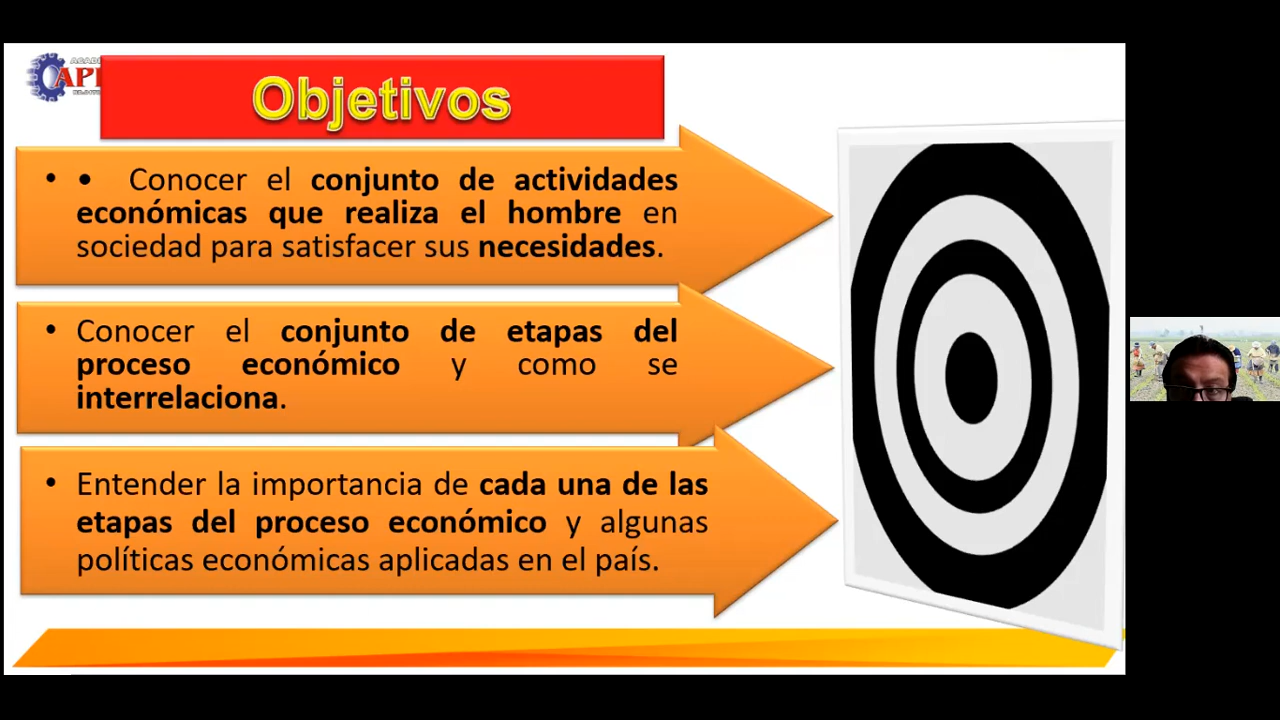 Objetivos
• • Conocer el conjunto de actividades
económicas que realiza el hombre en
sociedad para satisfacer sus necesidades.
• Conocer el conjunto de etapas del
proceso económico y como se
interrelaciona.
• Entender la importancia de cada una de las
etapas del proceso económico y algunas
políticas económicas aplicadas en el país.